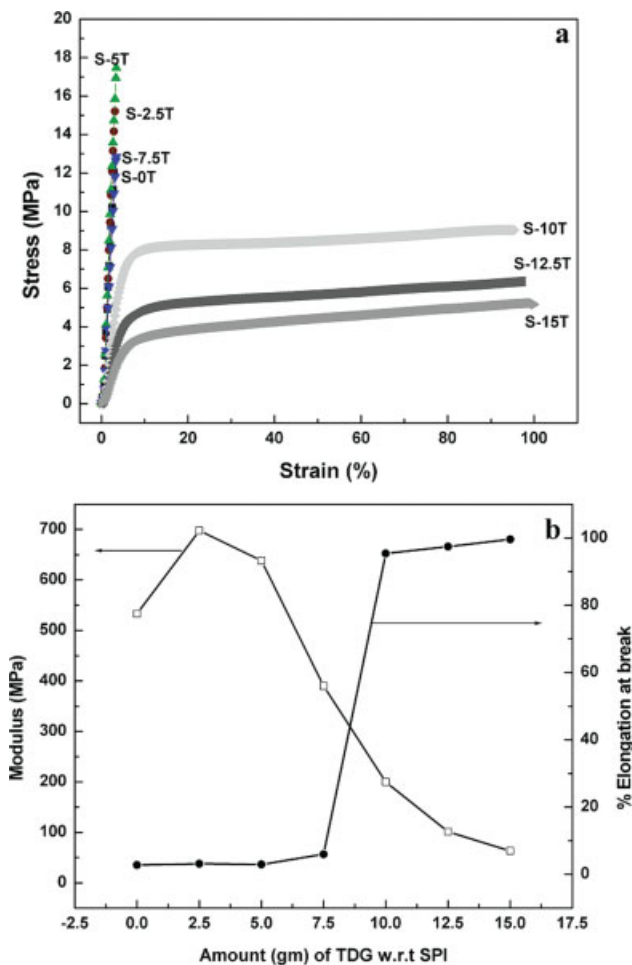 a
20
18
16
14
12
10
8
6
4
2
0
Stress (MPa)
S-5T
S-2.5T
S-7.5T
S-0T
S-10T
S-12.5T
S-15T
0 20 40 60 80 100
Strain (%)
b
700
600
500
400
300
200
100
0
Modulus (MPa)
100
80
60
40
20
0
% Elongation at break
-2.5 0.0 2.5 5.0 7.5 10.0 12.5 15.0 17.5
Amount (gm) of TDG w.r.t SPI